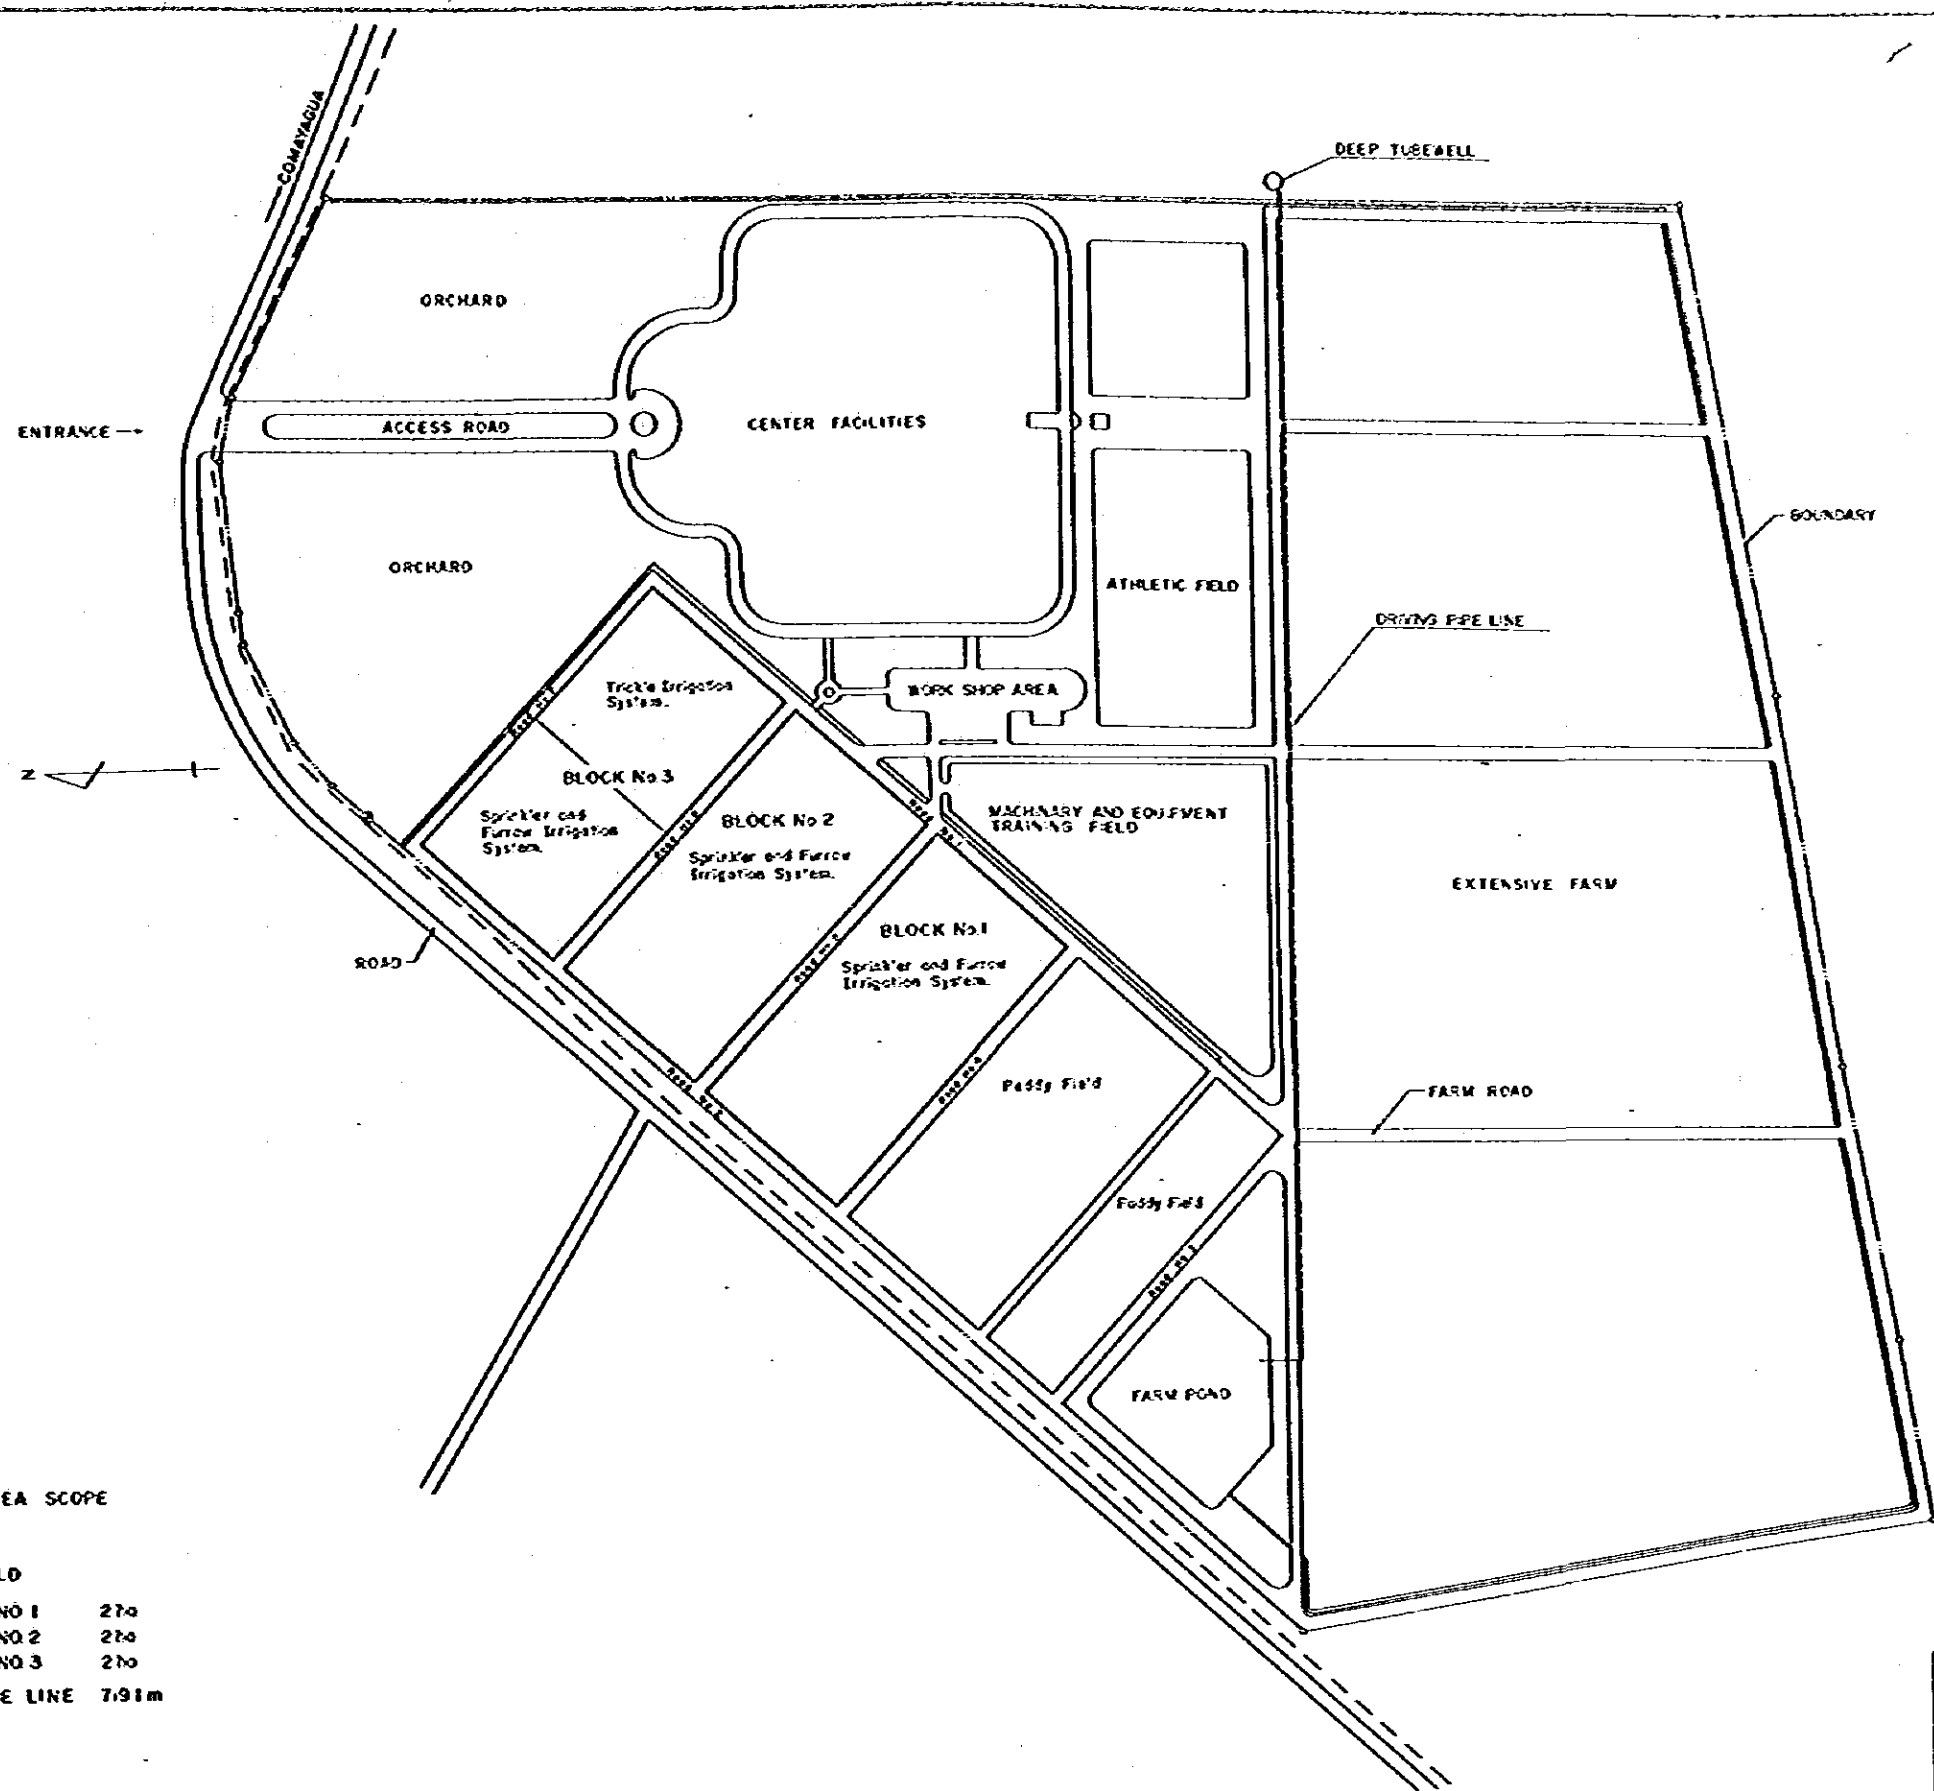 COMAYAGUA
DEEP TUBEWELL
ORCHARD
ENTRANCE
ACCESS ROAD
CENTER FACILITIES
BOUNDARY
ORCHARD
ATHLETIC FIELD
DRIVING PIPE LINE
Trickle Irrigation
System.
WORK SHOP AREA
Z
BLOCK No 3
Sprinkler and
Furrow Irrigation
System.
BLOCK No 2
Sprinkler and Furrow
Irrigation System.
MACHINARY AND EQUIPMENT
TRAINING FIELD
EXTENSIVE FARM
BLOCK No.1
Sprinkler and Furrow
Irrigation System.
ROAD
Paddy Field
FARM ROAD
Paddy Field
FARM POND
EA SCOPE
LD
NO 1 2ha
NO. 2 2ha
NO. 3 2ha
E LINE 791m